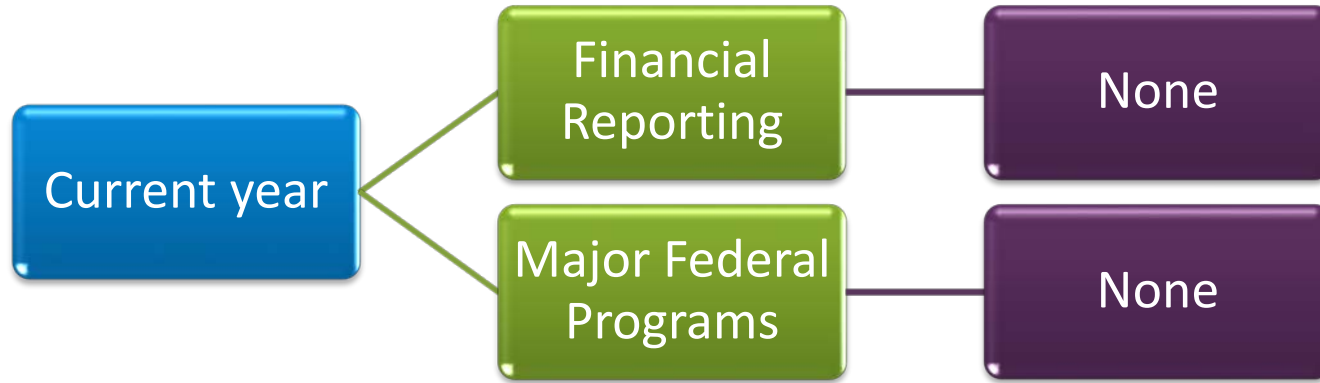 Current year
Financial
Reporting
None
Major Federal
Programs
None